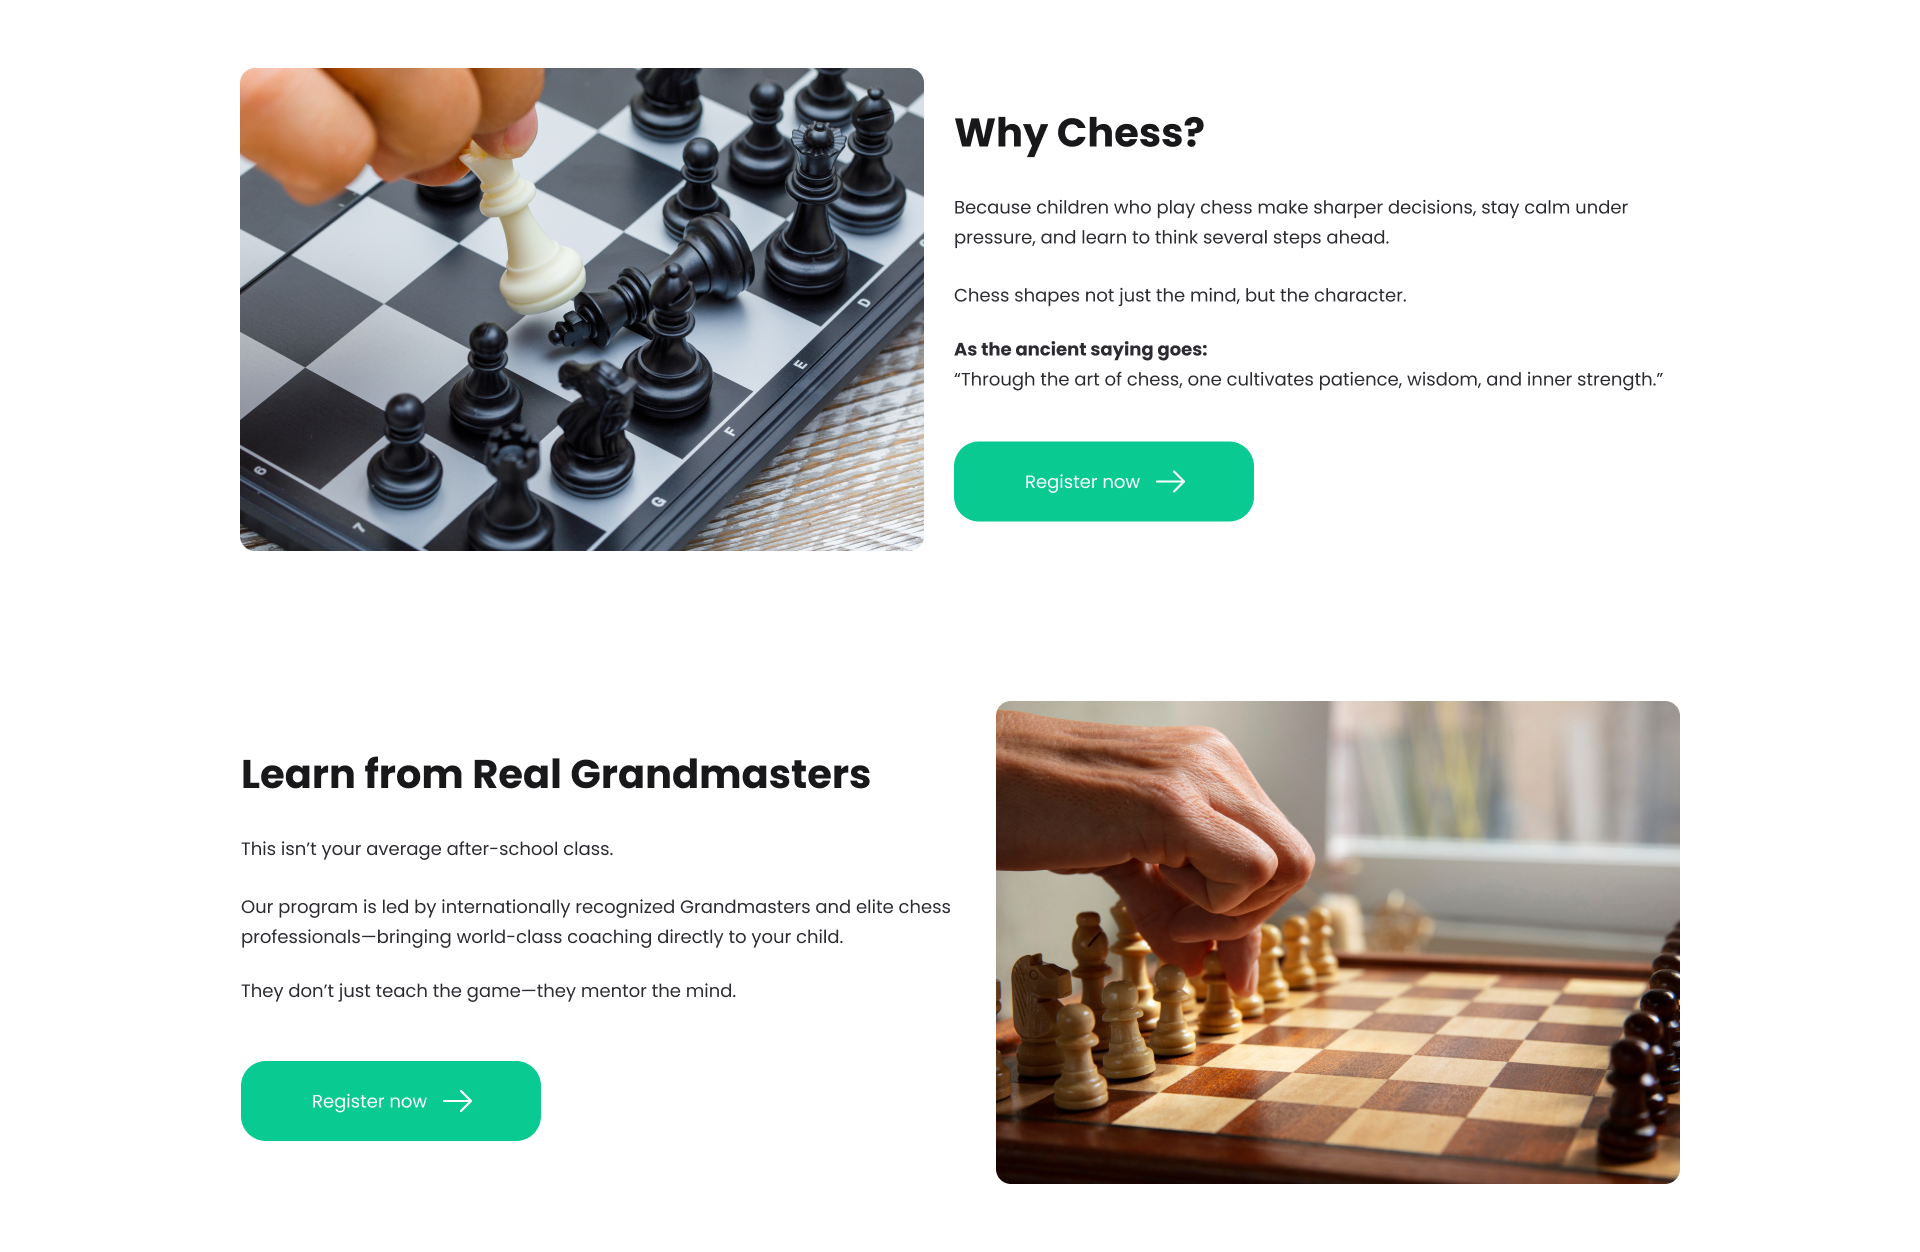 Why Chess?
Because children who play chess make sharper decisions, stay calm under
pressure, and learn to think several steps ahead.
Chess shapes not just the mind, but the character.
As the ancient saying goes:
“Through the art of chess, one cultivates patience, wisdom, and inner strength.”
Register now
6
7
G
F
E
D
Learn from Real Grandmasters
This isn’t your average after-school class.
Our program is led by internationally recognized Grandmasters and elite chess
professionals—bringing world-class coaching directly to your child.
They don’t just teach the game—they mentor the mind.
Register now